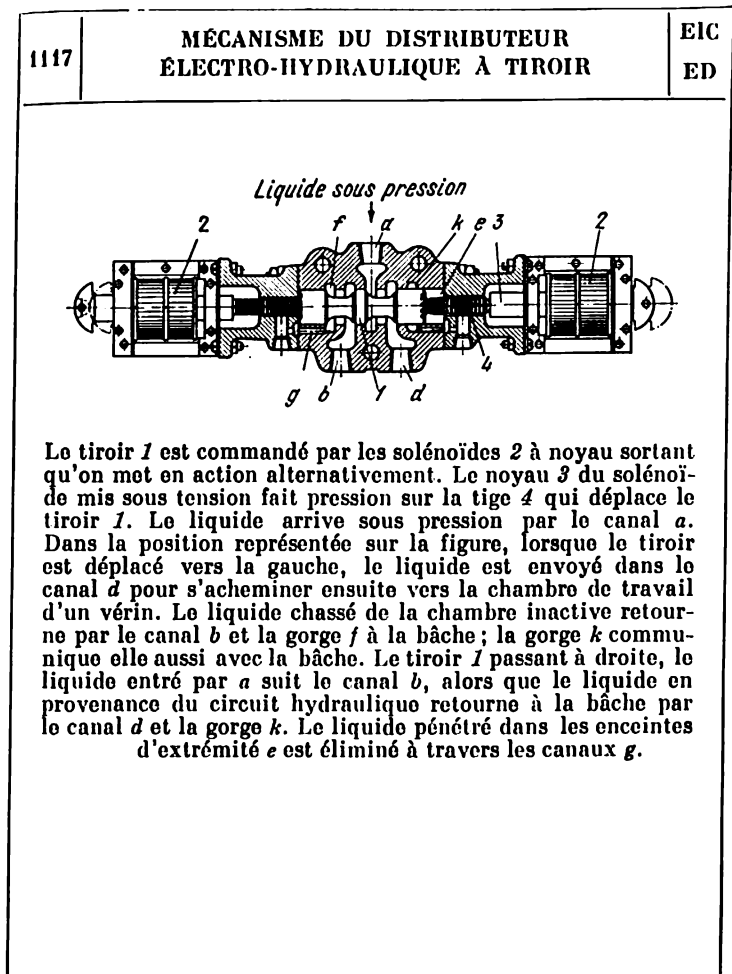 1117
MÉCANISME DU DISTRIBUTEUR
ÉLECTRO-HYDRAULIQUE À TIROIR
ElC
ED
Liquide sous pression
2 f a k e 3 2
g b 1 d 4
Le tiroir 1 est commandé par les solénoïdes 2 à noyau sortant
qu'on met en action alternativement. Le noyau 3 du solénoï-
de mis sous tension fait pression sur la tige 4 qui déplace le
tiroir 1. Le liquide arrive sous pression par le canal a.
Dans la position représentée sur la figure, lorsque le tiroir
est déplacé vers la gauche, le liquide est envoyé dans le
canal d pour s'acheminer ensuite vers la chambre de travail
d'un vérin. Le liquide chassé de la chambre inactive retour-
ne par le canal b et la gorge f à la bâche ; la gorge k commu-
nique elle aussi avec la bâche. Le tiroir 1 passant à droite, le
liquide entré par a suit le canal b, alors que le liquide en
provenance du circuit hydraulique retourne à la bâche par
le canal d et la gorge k. Le liquide pénétré dans les enceintes
d'extrémité e est éliminé à travers les canaux g.